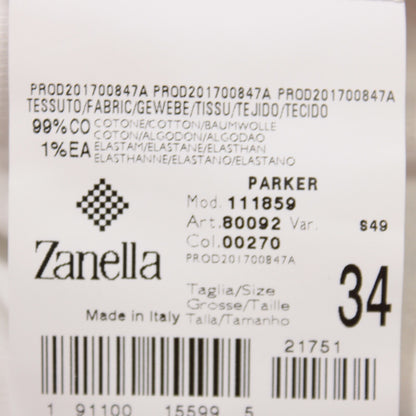 PROD201700847A PROD201700847A PROD201700847A
TESSUTO/FABRIC/GEWEBE/TISSU/TEJIDO/TECIDO
99%CO COTONE/COTTON/BAUMWOLLE
COTON/ALGODON/ALGODAO
1%EA ELASTAM/ELASTANE/ELASTHAN
ELASTHANNE/ELASTANO/ELASTANO
PARKER
Mod. 111859
Art.80092 Var. S49
Col.00270
PROD201700847A
Zanella
Taglia/Size
Grosse/Taille
Talla/Tamanho
34
Made in Italy
21751
1 91100 15599 5